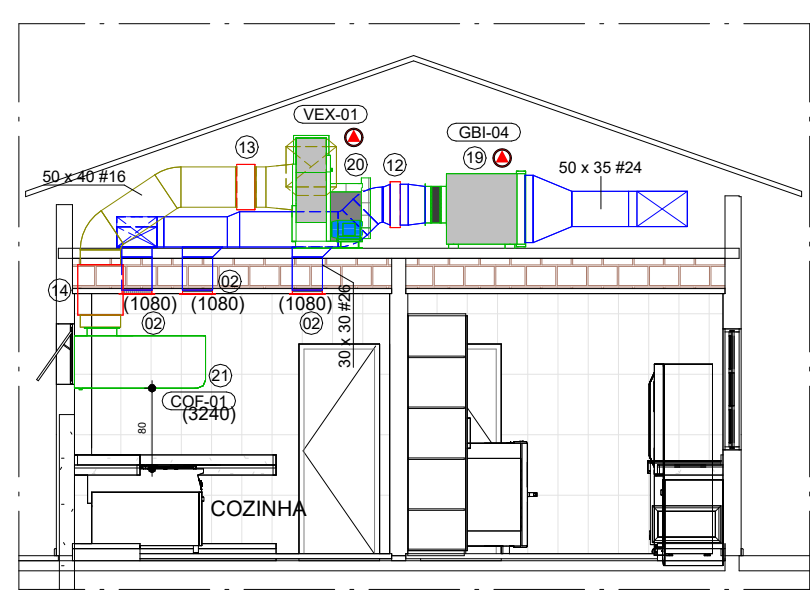 VEX-01
GBI-04
13
20
12
19
50 x 40 #16
50 x 35 #24
02
14
(1080)
(1080)
(1080)
02
02
30 x 30 #26
21
COF-01
(3240)
80
COZINHA